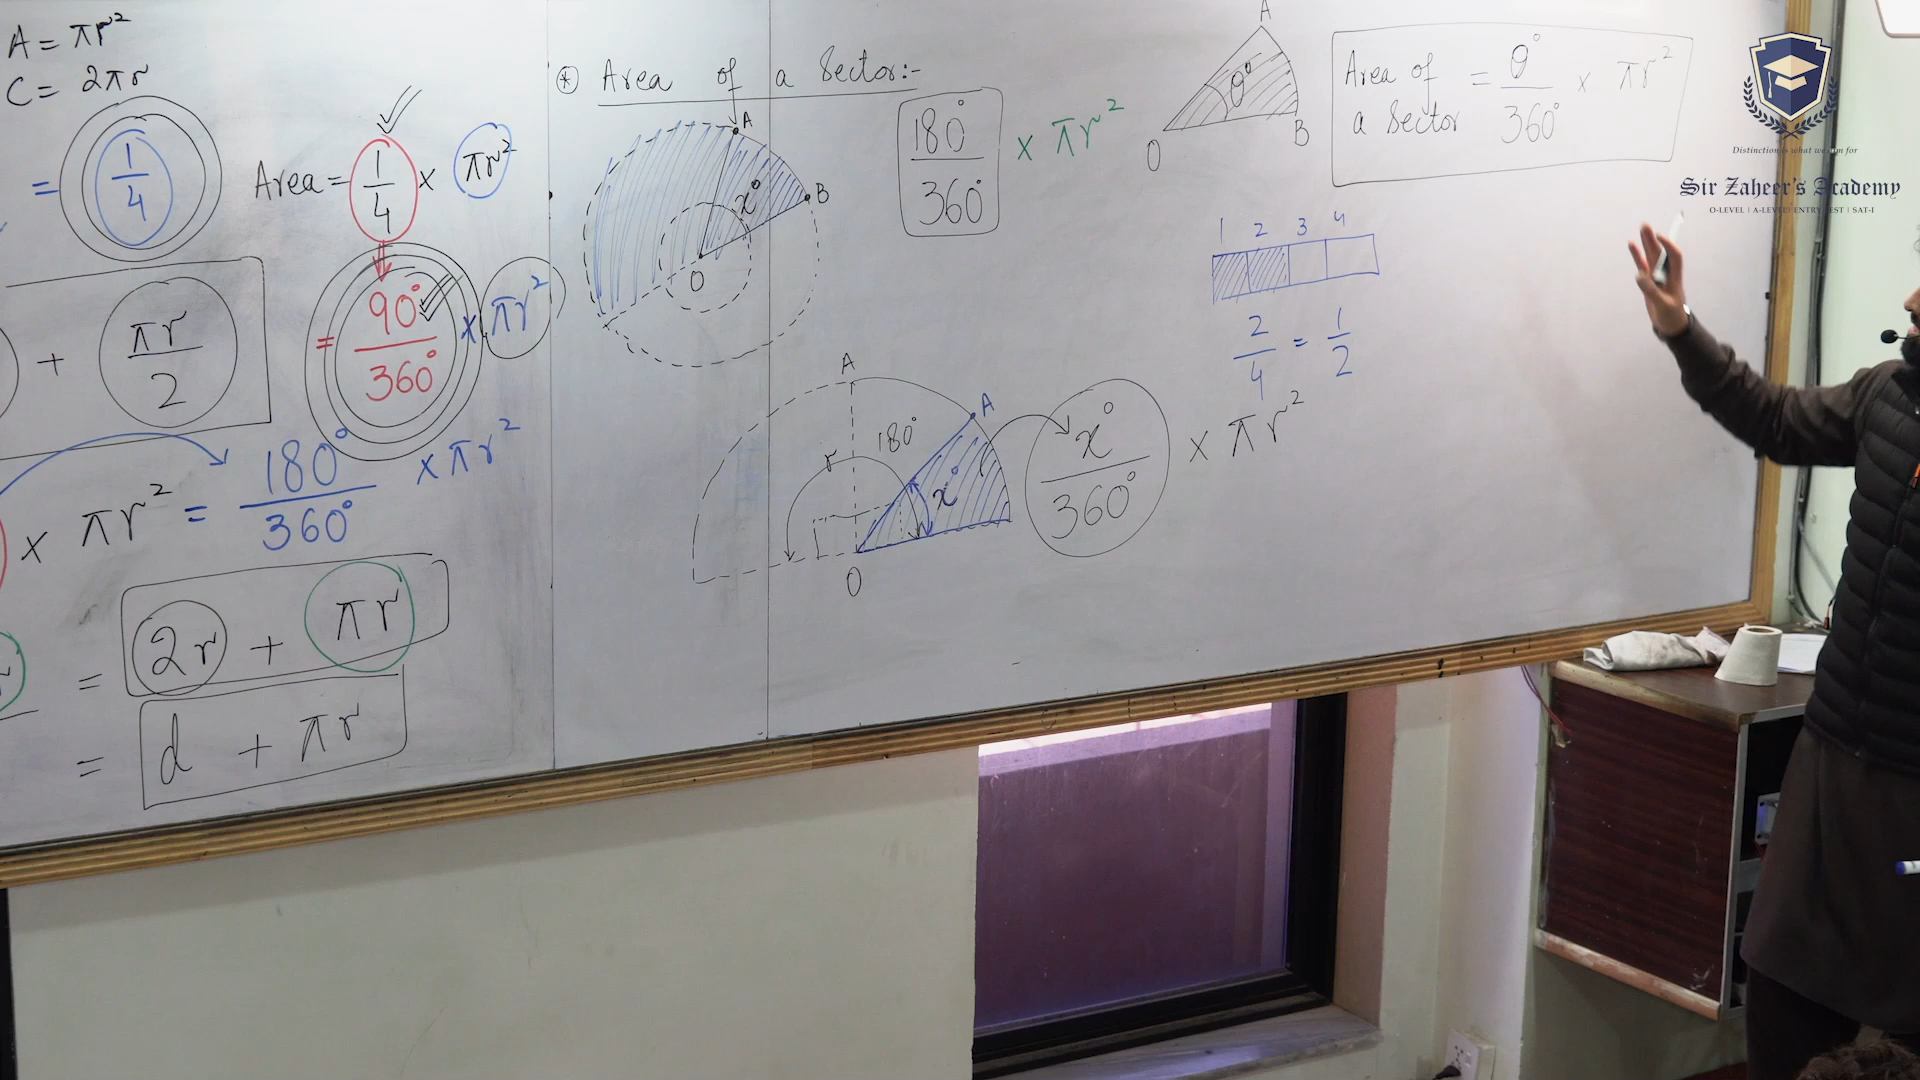 A = πr²
C = 2πr
= 1/4
Area = 1/4 × πr²
= 90°/360° × πr²
+ πr/2
× πr² = 180°/360° × πr²
= 2r + πr
= d + πr
* Area of a Sector:-
A
B
x°
O
180°/360° × πr²
A
θ°
O
B
Area of a Sector = θ°/360° × πr²
1 2 3 4
2/4 = 1/2
A
A
r
180°
x°
O
x°/360° × πr²
Distinction is what we aim for
Sir Zaheer's Academy
O-LEVEL | A-LEVEL | ENTRY TEST | SAT-I